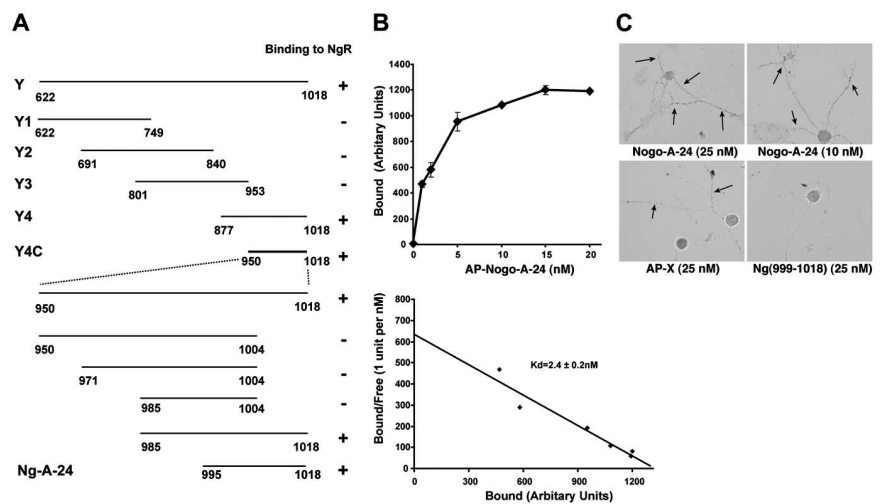 A
Binding to NgR
Y
622 1018 +
Y1
622 749 -
Y2
691 840 -
Y3
801 953 -
Y4
877 1018 +
Y4C
950 1018 +
950 1018 +
950 1004 -
971 1004 -
985 1004 -
985 1018 +
Ng-A-24
995 1018 +
B
Bound (Arbitary Units)
1400
1200
1000
800
600
400
200
0
0 5 10 15 20
AP-Nogo-A-24 (nM)
Bound/Free (1 unit per nM)
800
700
600
500
400
300
200
100
0
Kd=2.4 ± 0.2nM
0 300 600 900 1200
Bound (Arbitary Units)
C
Nogo-A-24 (25 nM) Nogo-A-24 (10 nM)
AP-X (25 nM) Ng(999-1018) (25 nM)